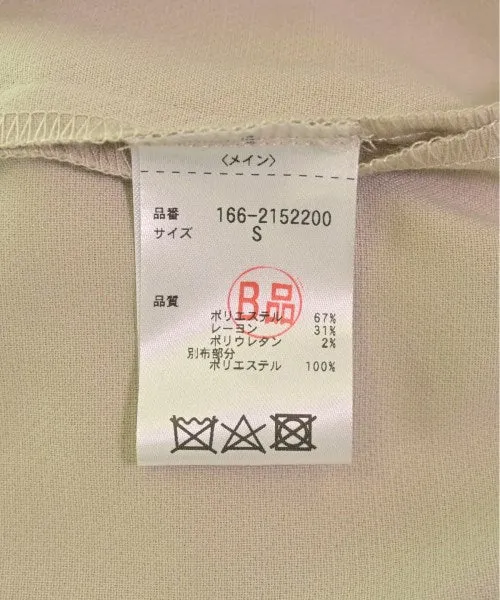 〈メイン〉
品番 166-2152200
サイズ S
B品
品質
ポリエステル 67%
レーヨン 31%
ポリウレタン 2%
別布部分
ポリエステル 100%